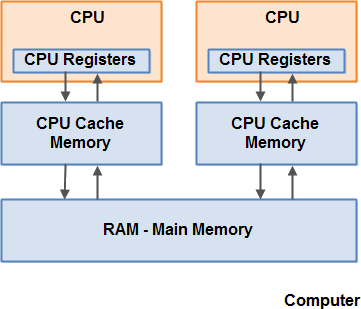 CPU
CPU
CPU Registers
CPU Registers
CPU Cache
Memory
CPU Cache
Memory
RAM - Main Memory
Computer